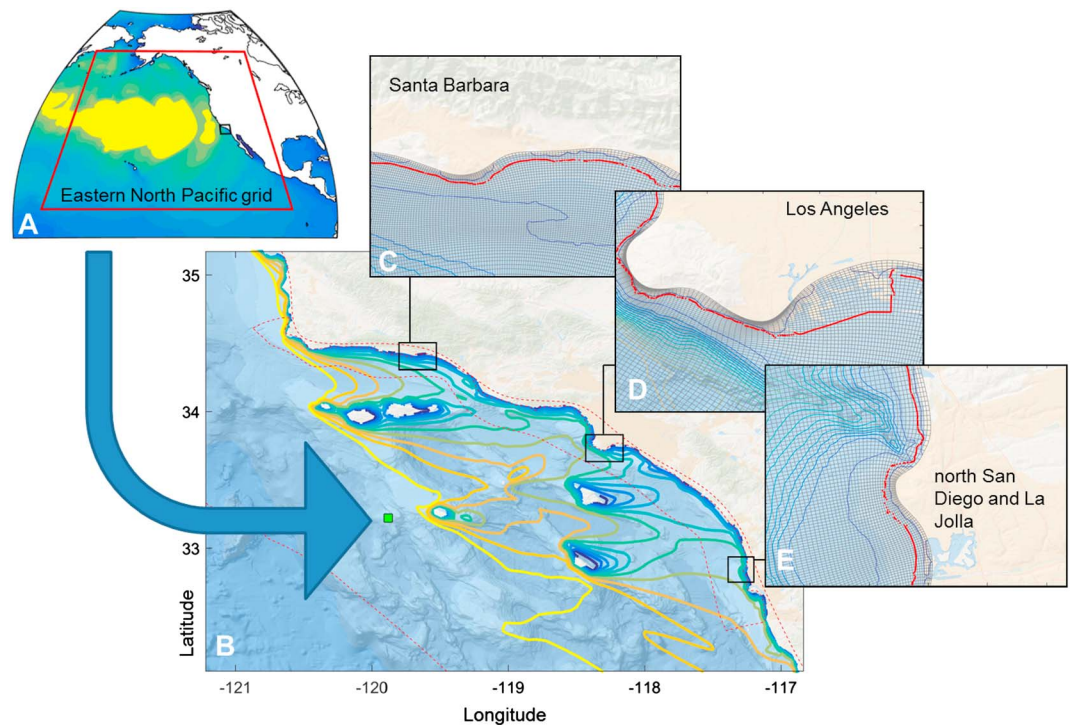 Eastern North Pacific grid
A
Santa Barbara
C
Los Angeles
D
north San
Diego and La
Jolla
E
35
34
33
Latitude
B
-121
-120
-119
-118
-117
Longitude